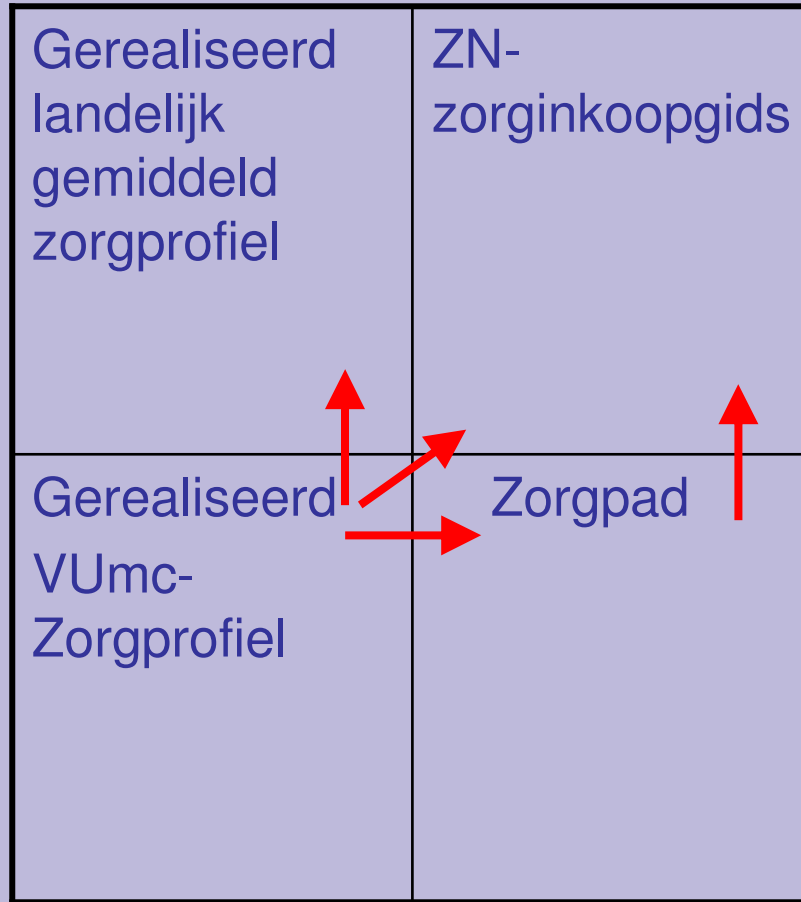 Gerealiseerd
landelijk
gemiddeld
zorgprofiel
ZN-
zorginkoopgids
Gerealiseerd
VUmc-
Zorgprofiel
Zorgpad